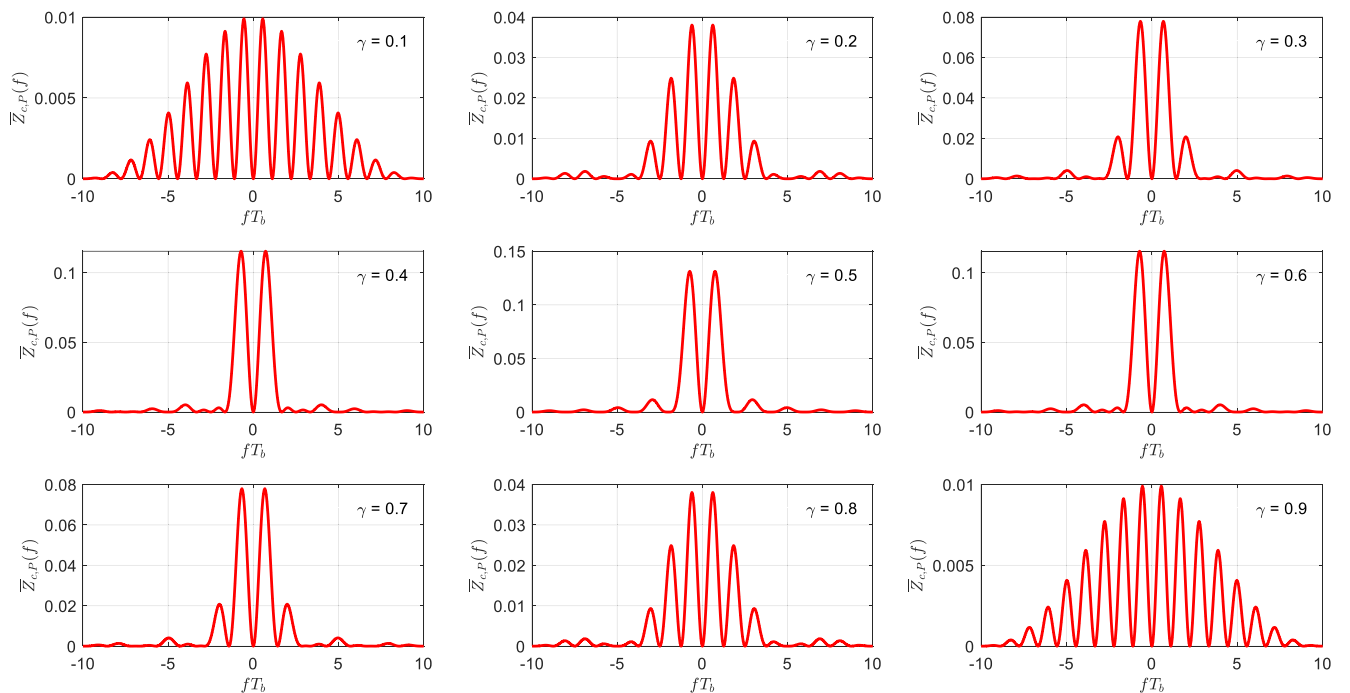 0.01
0.005
0
-10 -5 0 5 10
fT_b
Z̅_{c,P}(f)
γ = 0.1
0.04
0.03
0.02
0.01
0
-10 -5 0 5 10
fT_b
Z̅_{c,P}(f)
γ = 0.2
0.08
0.06
0.04
0.02
0
-10 -5 0 5 10
fT_b
Z̅_{c,P}(f)
γ = 0.3
0.1
0.05
0
-10 -5 0 5 10
fT_b
Z̅_{c,P}(f)
γ = 0.4
0.15
0.1
0.05
0
-10 -5 0 5 10
fT_b
Z̅_{c,P}(f)
γ = 0.5
0.1
0.05
0
-10 -5 0 5 10
fT_b
Z̅_{c,P}(f)
γ = 0.6
0.08
0.06
0.04
0.02
0
-10 -5 0 5 10
fT_b
Z̅_{c,P}(f)
γ = 0.7
0.04
0.03
0.02
0.01
0
-10 -5 0 5 10
fT_b
Z̅_{c,P}(f)
γ = 0.8
0.01
0.005
0
-10 -5 0 5 10
fT_b
Z̅_{c,P}(f)
γ = 0.9